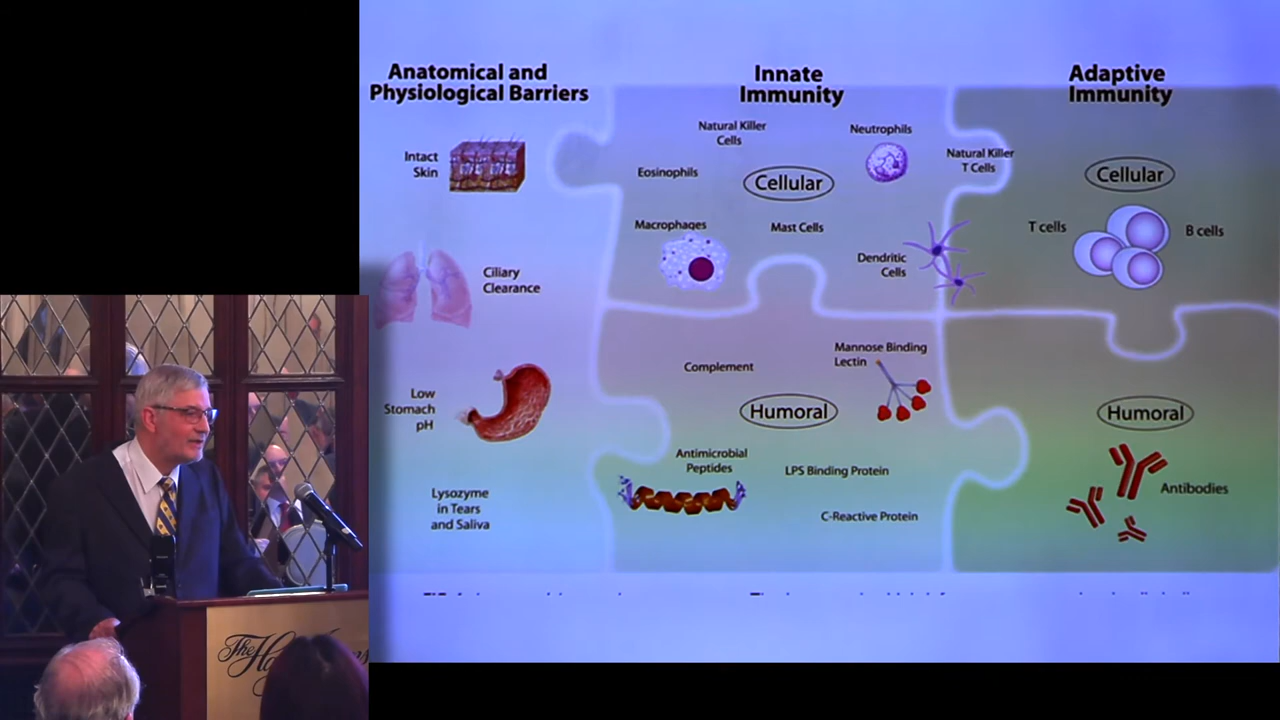 Anatomical and
Physiological Barriers
Intact
Skin
Ciliary
Clearance
Low
Stomach
pH
Lysozyme
in Tears
and Saliva
Innate
Immunity
Natural Killer
Cells
Neutrophils
Eosinophils
Cellular
Macrophages
Mast Cells
Dendritic
Cells
Natural Killer
T Cells
Complement
Mannose Binding
Lectin
Humoral
Antimicrobial
Peptides
LPS Binding Protein
C-Reactive Protein
Adaptive
Immunity
Cellular
T cells
B cells
Humoral
Antibodies
The